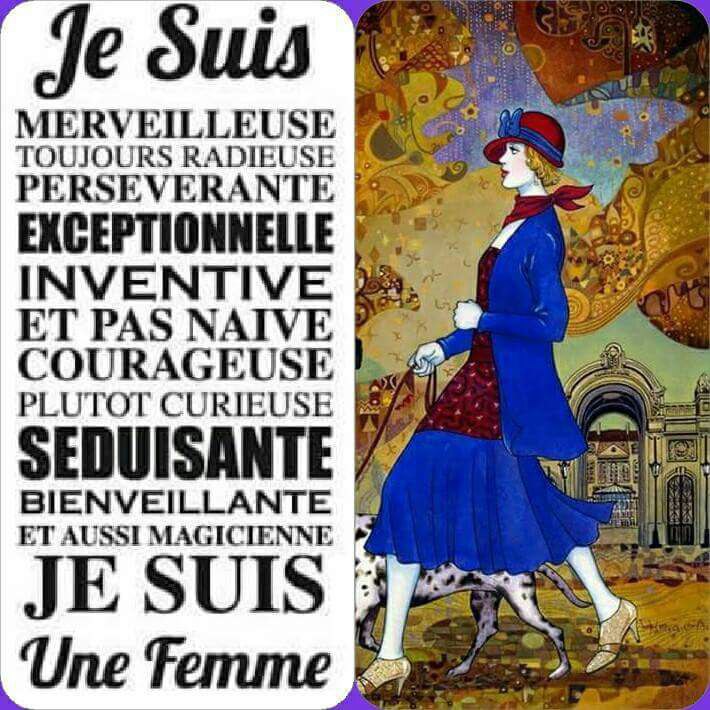 Je Suis
MERVEILLEUSE
TOUJOURS RADIEUSE
PERSEVERANTE
EXCEPTIONNELLE
INVENTIVE
ET PAS NAIVE
COURAGEUSE
PLUTOT CURIEUSE
SEDUISANTE
BIENVEILLANTE
ET AUSSI MAGICIENNE
JE SUIS
Une Femme